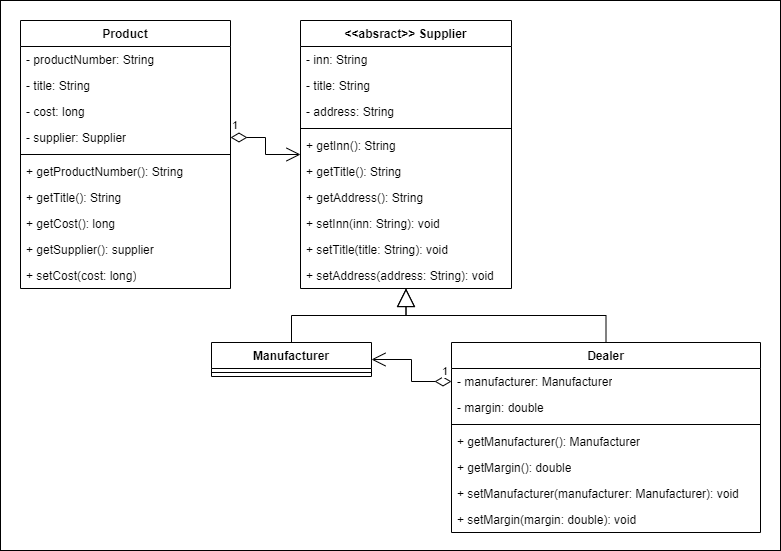 Product
- productNumber: String
- title: String
- cost: long
- supplier: Supplier
+ getProductNumber(): String
+ getTitle(): String
+ getCost(): long
+ getSupplier(): supplier
+ setCost(cost: long)
1
<<absract>> Supplier
- inn: String
- title: String
- address: String
+ getInn(): String
+ getTitle(): String
+ getAddress(): String
+ setInn(inn: String): void
+ setTitle(title: String): void
+ setAddress(address: String): void
Manufacturer
1
Dealer
- manufacturer: Manufacturer
- margin: double
+ getManufacturer(): Manufacturer
+ getMargin(): double
+ setManufacturer(manufacturer: Manufacturer): void
+ setMargin(margin: double): void